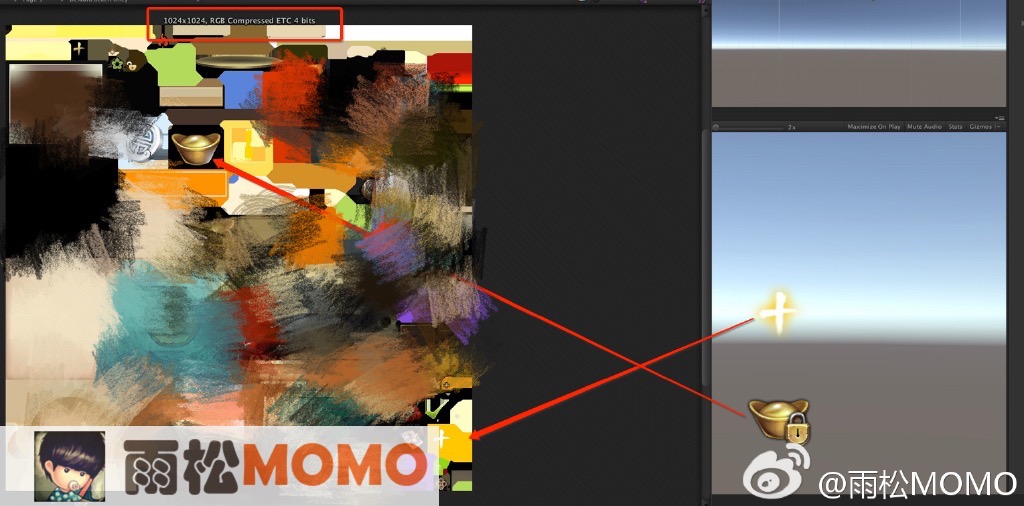 1024x1024, RGB Compressed ETC 4 bits
2x
Maximize On Play
Mute Audio
Stats
Gizmos
雨松MOMO
@雨松MOMO